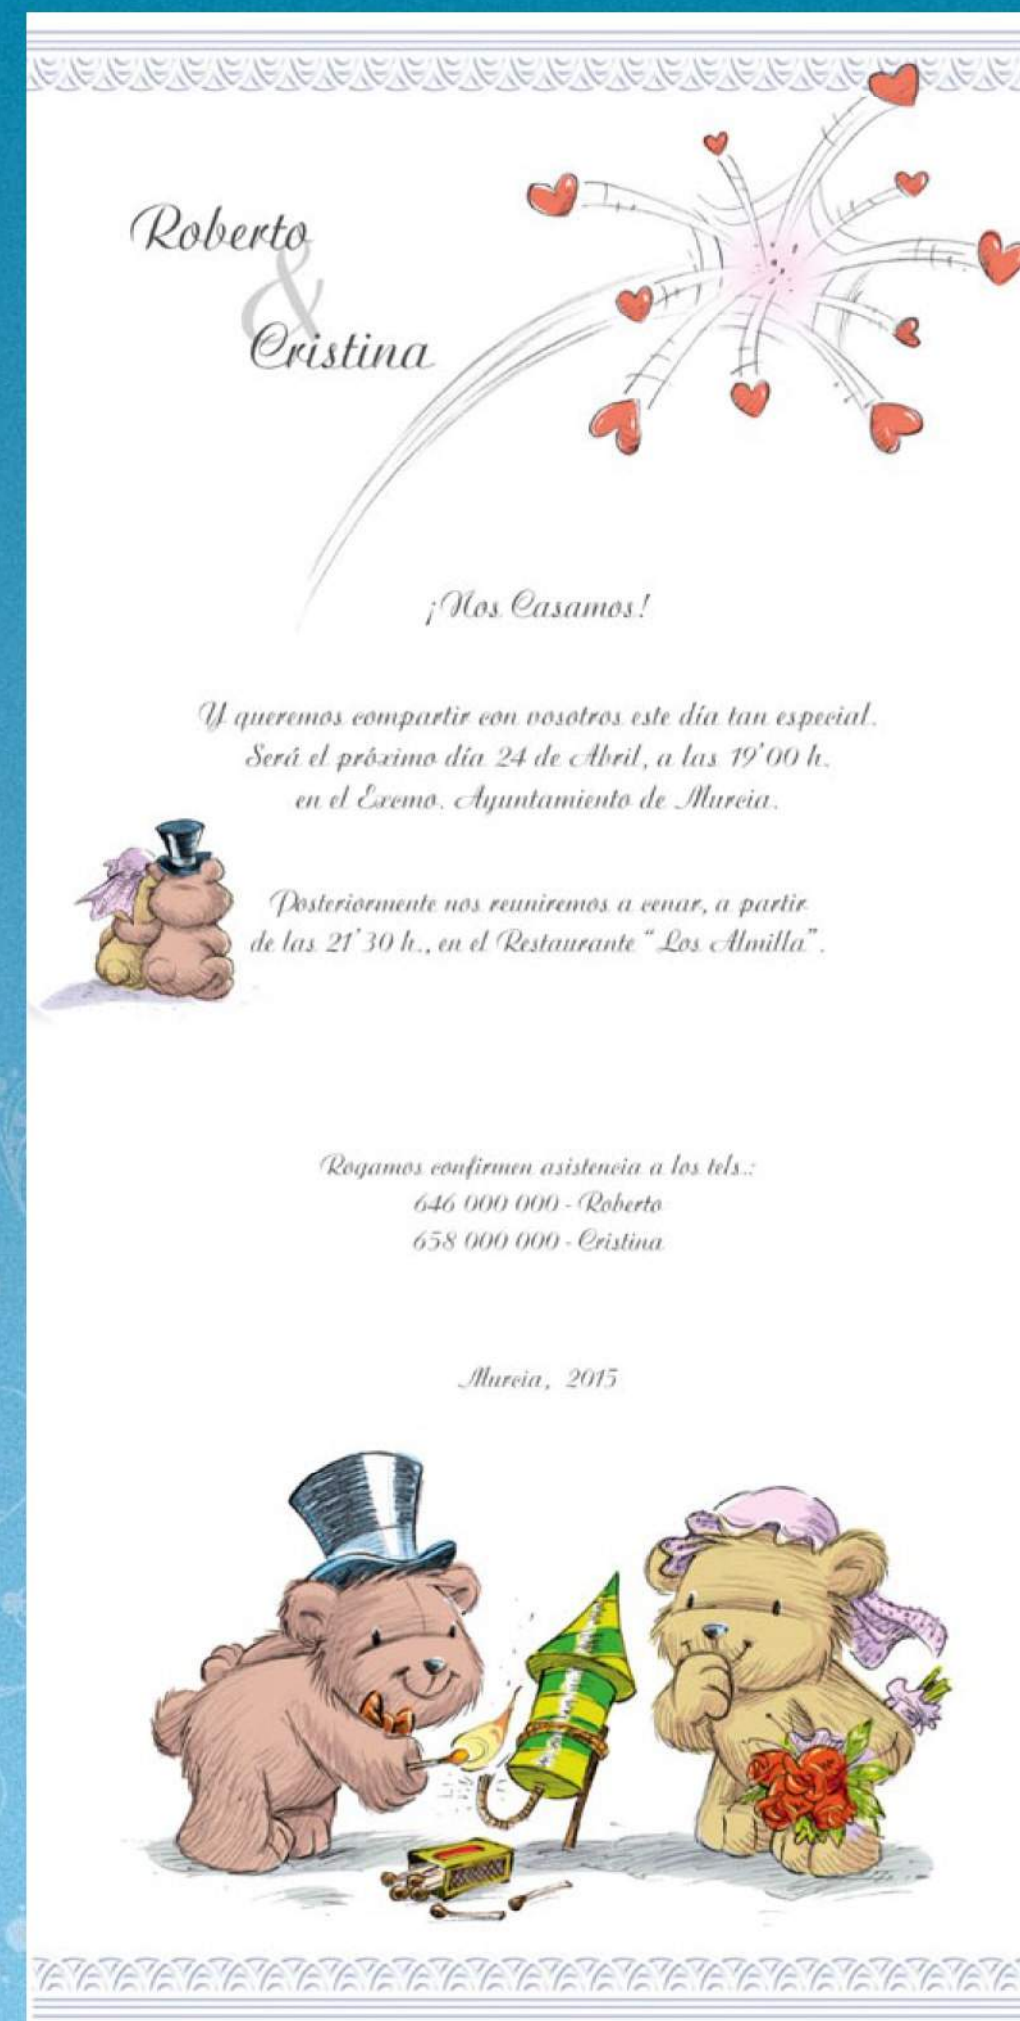 Roberto
&
Cristina
¡Nos Casamos!
Y queremos compartir con vosotros este día tan especial.
Será el próximo día 24 de Abril, a las 19'00 h.
en el Excmo. Ayuntamiento de Murcia.
Posteriormente nos reuniremos a cenar, a partir
de las 21'30 h., en el Restaurante "Los Almilla".
Rogamos confirmen asistencia a los tels.:
646 000 000 - Roberto
658 000 000 - Cristina
Murcia, 2015